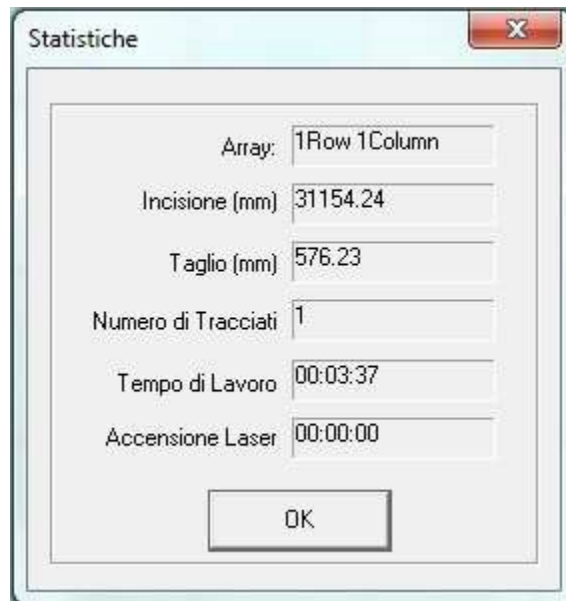 Statistiche
Array: 1Row 1Column
Incisione (mm) 31154.24
Taglio (mm) 576.23
Numero di Tracciati 1
Tempo di Lavoro 00:03:37
Accensione Laser 00:00:00
OK